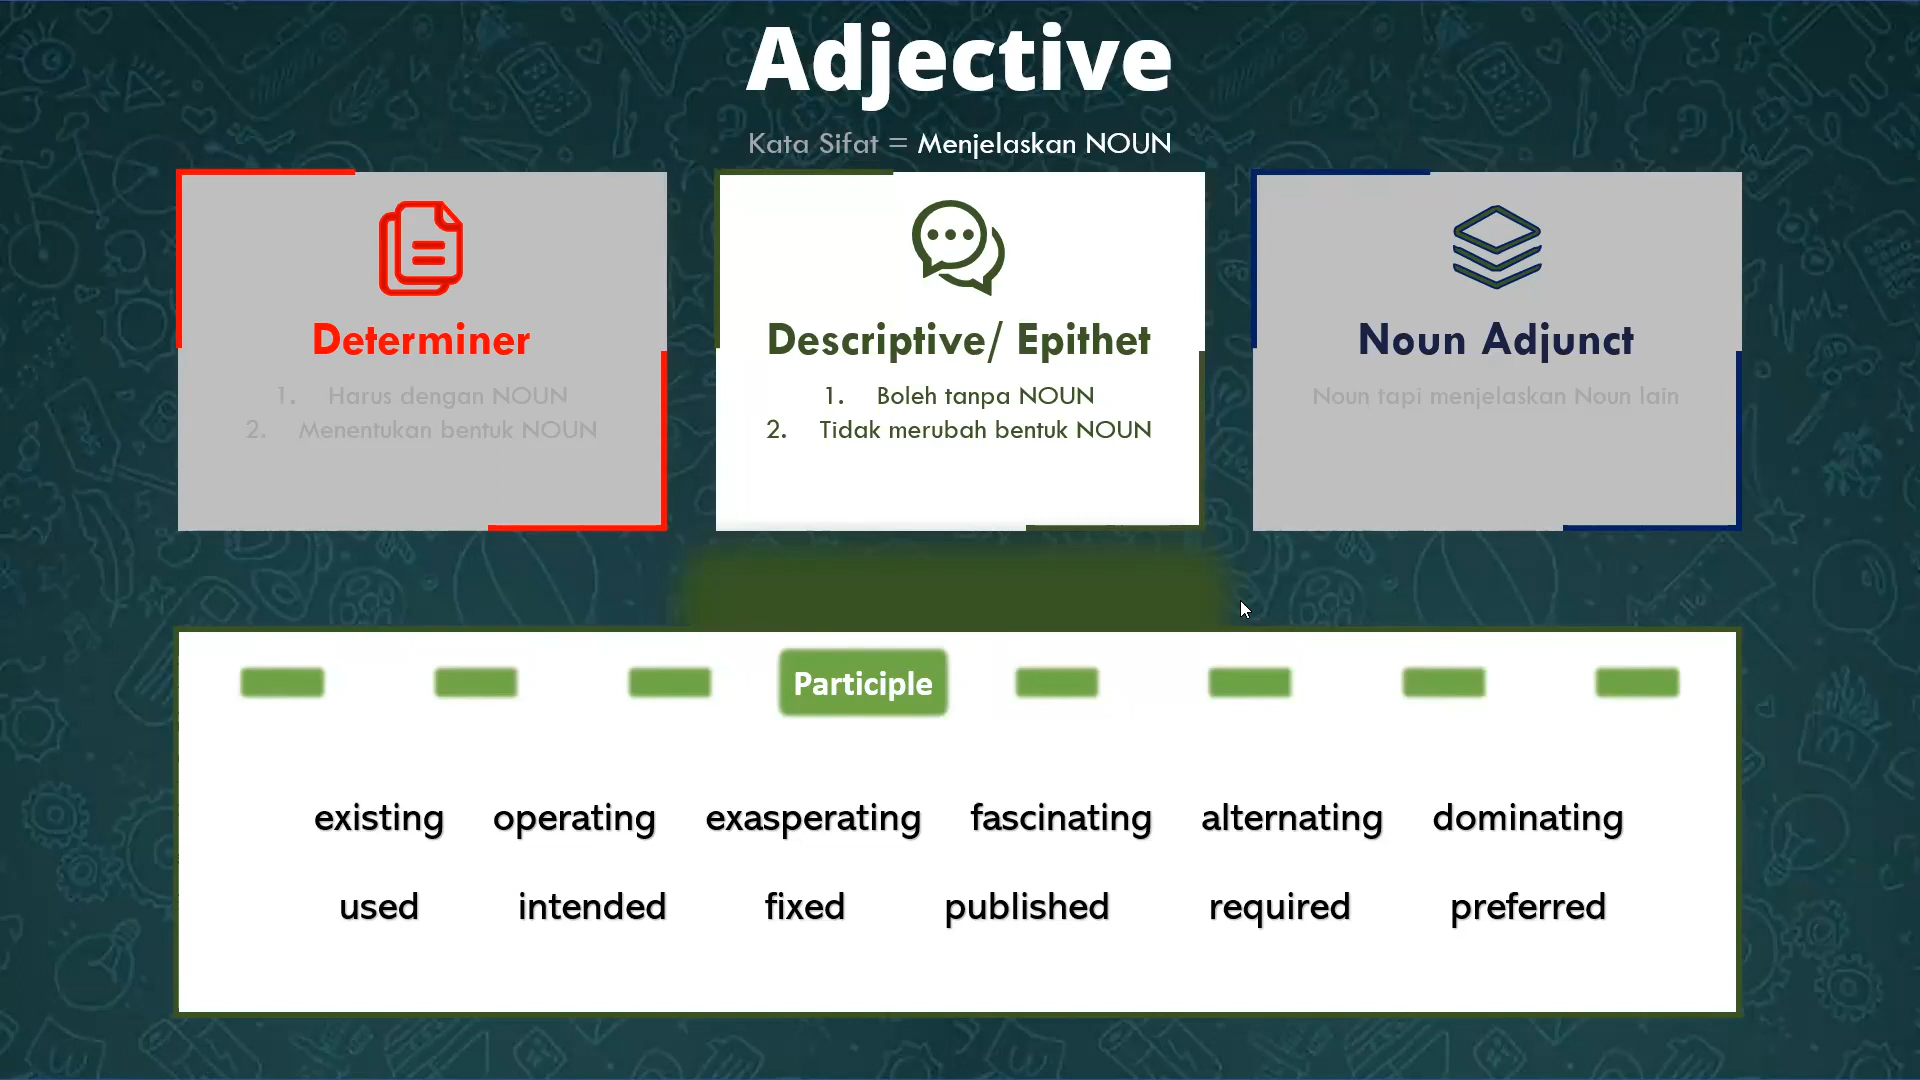 Adjective
Kata Sifat = Menjelaskan NOUN
Determiner
1. Harus dengan NOUN
2. Menentukan bentuk NOUN
Descriptive/ Epithet
1. Boleh tanpa NOUN
2. Tidak merubah bentuk NOUN
Noun Adjunct
Noun tapi menjelaskan Noun lain
Participle
existing operating exasperating fascinating alternating dominating
used intended fixed published required preferred